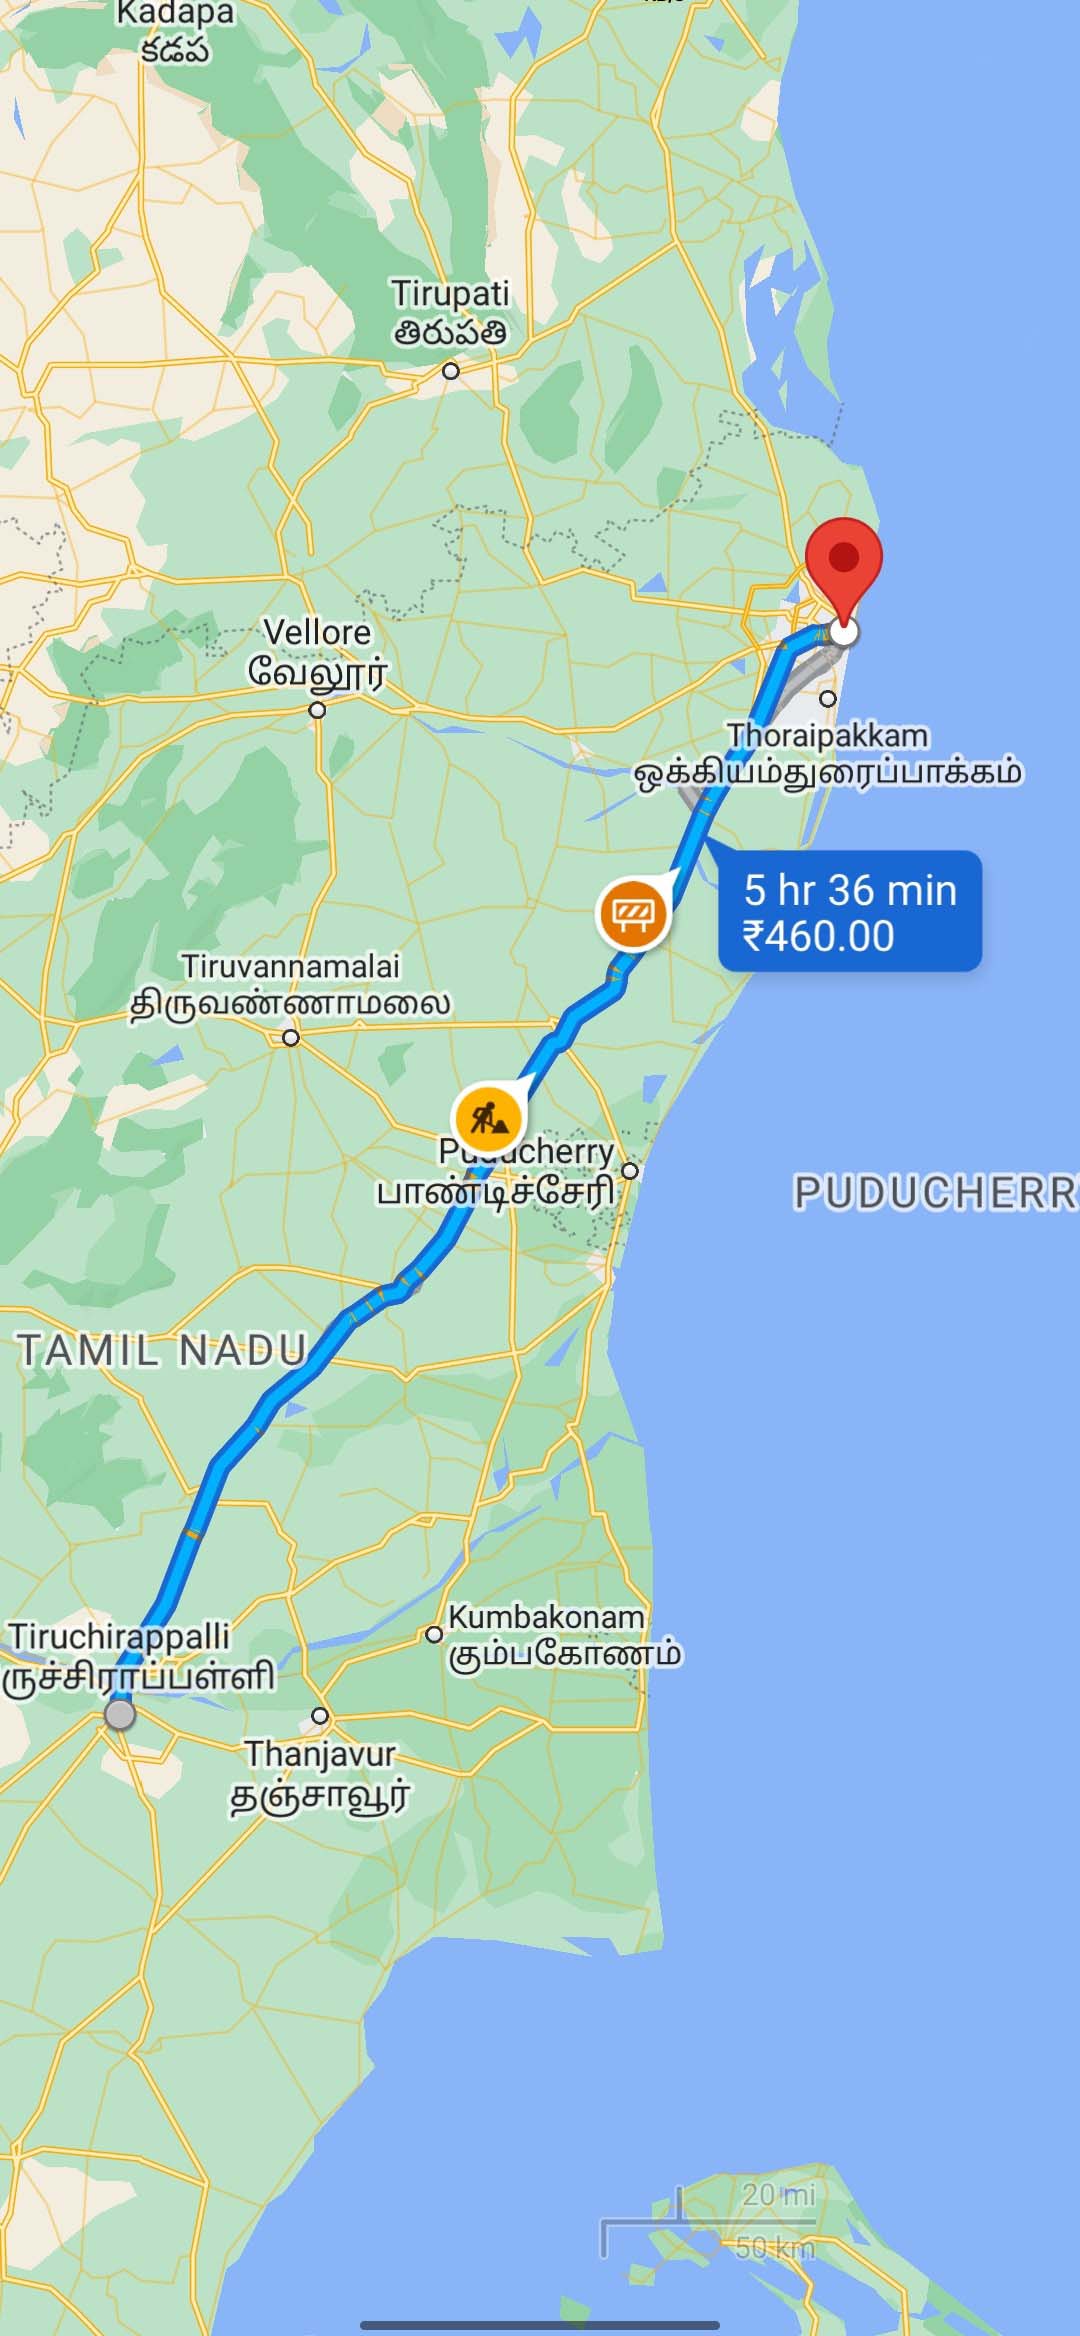 Kadapa
కడప
Tirupati
తిరుపతి
Vellore
வேலூர்
Thoraipakkam
ஒக்கியம்துரைப்பாக்கம்
5 hr 36 min
₹460.00
Tiruvannamalai
திருவண்ணாமலை
Puducherry
பாண்டிச்சேரி
PUDUCHERRY
TAMIL NADU
Kumbakonam
கும்பகோணம்
Tiruchirappalli
ருச்சிராப்பள்ளி
Thanjavur
தஞ்சாவூர்
20 mi
50 km